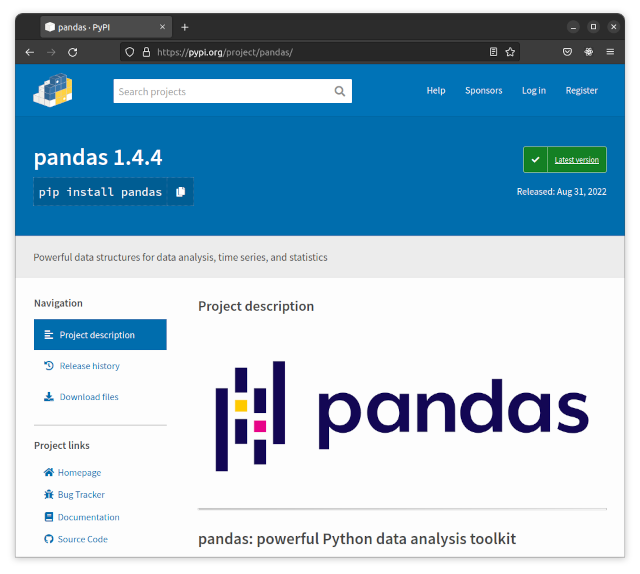 pandas · PyPI
https://pypi.org/project/pandas/
Search projects
Help Sponsors Log in Register
pandas 1.4.4
Latest version
pip install pandas
Released: Aug 31, 2022
Powerful data structures for data analysis, time series, and statistics
Navigation
Project description
Release history
Download files
Project links
Homepage
Bug Tracker
Documentation
Source Code
Project description
pandas
pandas: powerful Python data analysis toolkit